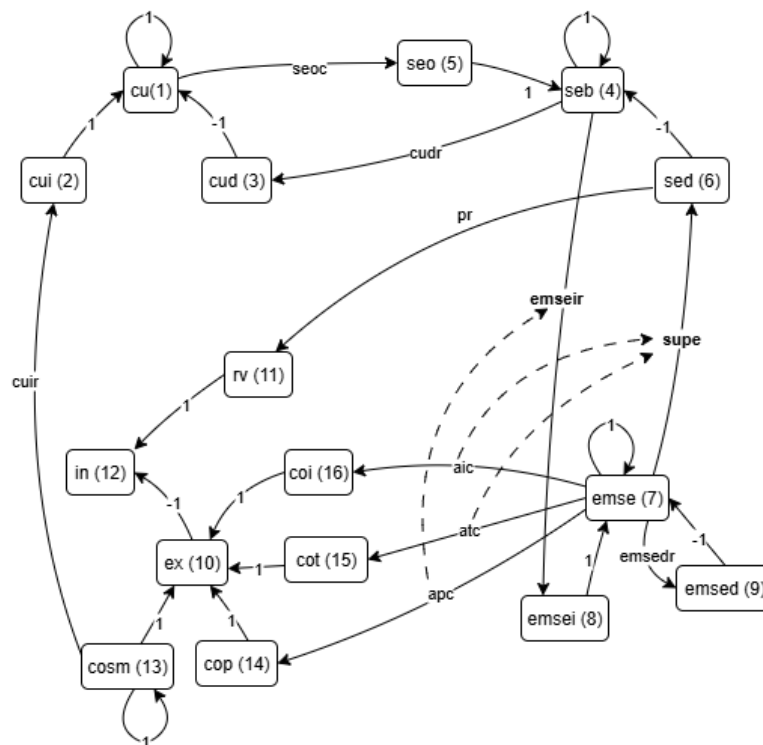 1
1
seo (5)
seoc
cu(1)
1
seb (4)
1
-1
-1
cudr
cui (2)
cud (3)
sed (6)
pr
emseir
supe
rv (11)
cuir
1
1
in (12)
coi (16)
aic
emse (7)
-1
1
atc
-1
ex (10)
1
cot (15)
emsedr
1
emsed (9)
apc
1
1
emsei (8)
cosm (13)
cop (14)
1